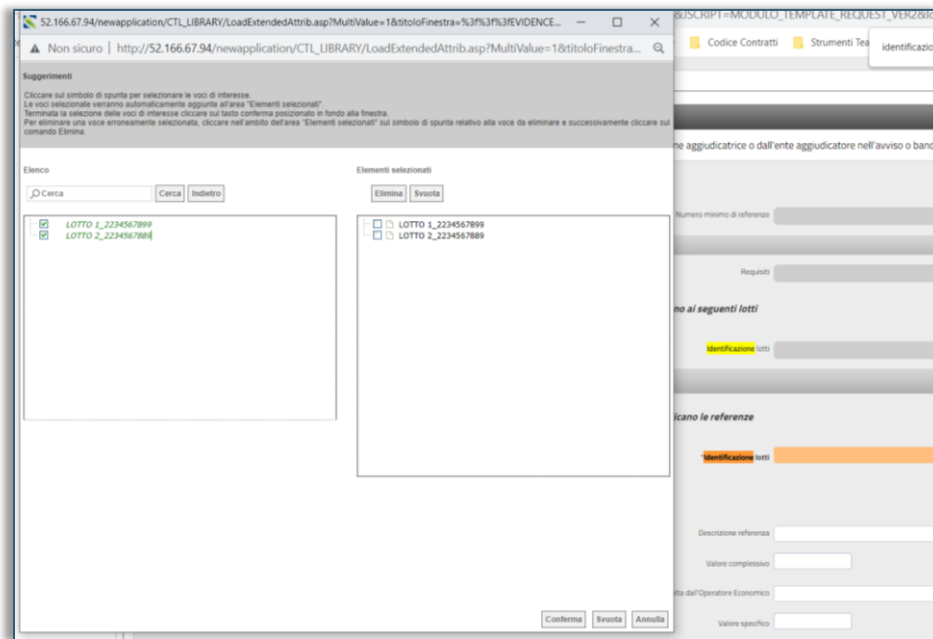 52.166.67.94/newapplication/CTL_LIBRARY/LoadExtendedAttrib.asp?MultiValue=1&titoloFinestra=%3f%3f%3fEVIDENCE...
Non sicuro | http://52.166.67.94/newapplication/CTL_LIBRARY/LoadExtendedAttrib.asp?MultiValue=1&titoloFinestra...
Suggerimenti
Cliccare sul simbolo di spunta per selezionare le voci di interesse.
Le voci selezionate verranno automaticamente aggiunte all'area "Elementi selezionati".
Terminata la selezione delle voci di interesse cliccare sul tasto conferma posizionato in fondo alla finestra.
Per eliminare una voce erroneamente selezionata, cliccare nell'ambito dell'area "Elementi selezionati" sul simbolo di spunta relativo alla voce da eliminare e successivamente cliccare sul
comando Elimina.
Elenco
Cerca Cerca Indietro
LOTTO 1_2234567899
LOTTO 2_2234567889
Elementi selezionati
Elimina Svuota
LOTTO 1_2234567899
LOTTO 2_2234567889
Conferma Svuota Annulla
USCRIPT=MODULO_TEMPLATE_REQUEST_VER2&lo
Codice Contratti Strumenti Tea
identificazio
ne aggiudicatrice o dall'ente aggiudicatore nell'avviso o band
Numero minimo di referenze
Requisiti
no ai seguenti lotti
Identificazione lotti
icano le referenze
*Identificazione lotti
Descrizione referenza
Valore complessivo
ta dall'Operatore Economico
Valore specifico